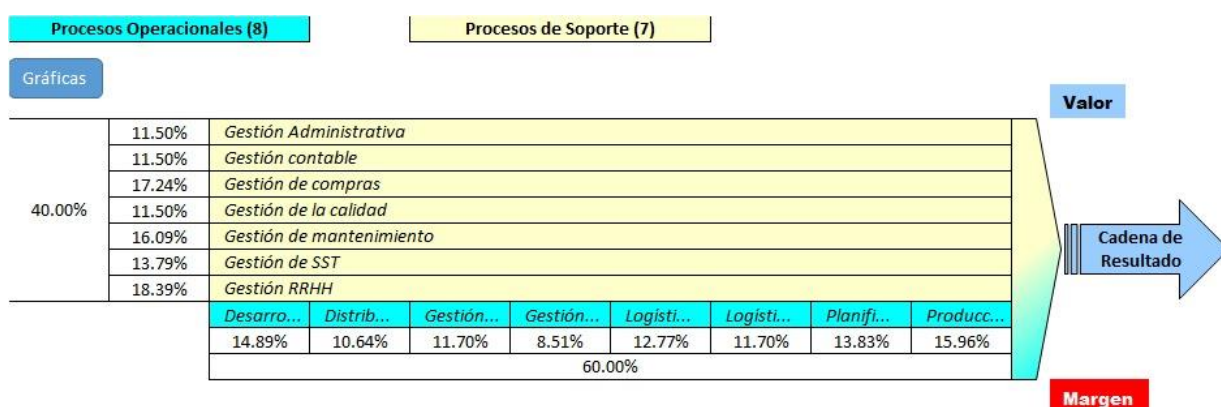 Procesos Operacionales (8)
Procesos de Soporte (7)
Gráficas
Valor
11.50% Gestión Administrativa
11.50% Gestión contable
17.24% Gestión de compras
40.00%
11.50% Gestión de la calidad
16.09% Gestión de mantenimiento
13.79% Gestión de SST
18.39% Gestión RRHH
Cadena de
Resultado
Desarro... Distrib... Gestión... Gestión... Logísti... Logísti... Planifi... Producc...
14.89% 10.64% 11.70% 8.51% 12.77% 11.70% 13.83% 15.96%
60.00%
Margen